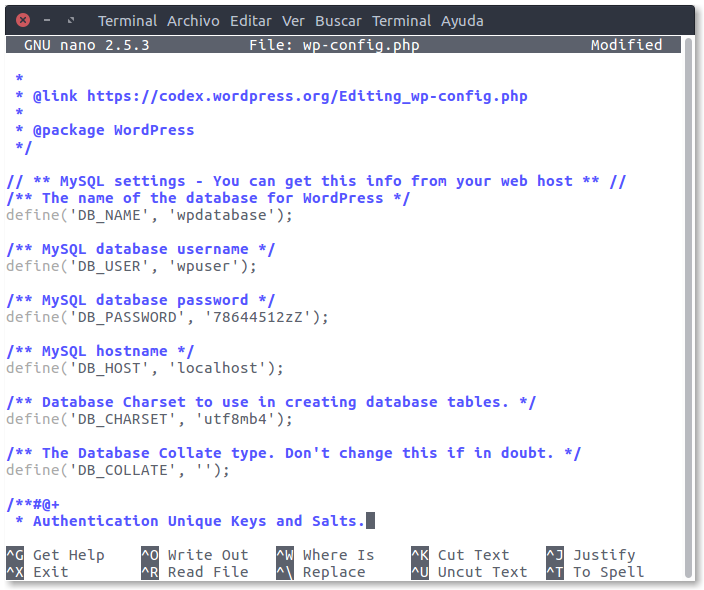 Terminal Archivo Editar Ver Buscar Terminal Ayuda
GNU nano 2.5.3 File: wp-config.php Modified
*
* @link https://codex.wordpress.org/Editing_wp-config.php
*
* @package WordPress
*/
// ** MySQL settings - You can get this info from your web host ** //
/** The name of the database for WordPress */
define('DB_NAME', 'wpdatabase');
/** MySQL database username */
define('DB_USER', 'wpuser');
/** MySQL database password */
define('DB_PASSWORD', '78644512zZ');
/** MySQL hostname */
define('DB_HOST', 'localhost');
/** Database Charset to use in creating database tables. */
define('DB_CHARSET', 'utf8mb4');
/** The Database Collate type. Don't change this if in doubt. */
define('DB_COLLATE', '');
/**#@+
* Authentication Unique Keys and Salts.
^G Get Help ^O Write Out ^W Where Is ^K Cut Text ^J Justify
^X Exit ^R Read File ^\ Replace ^U Uncut Text ^T To Spell